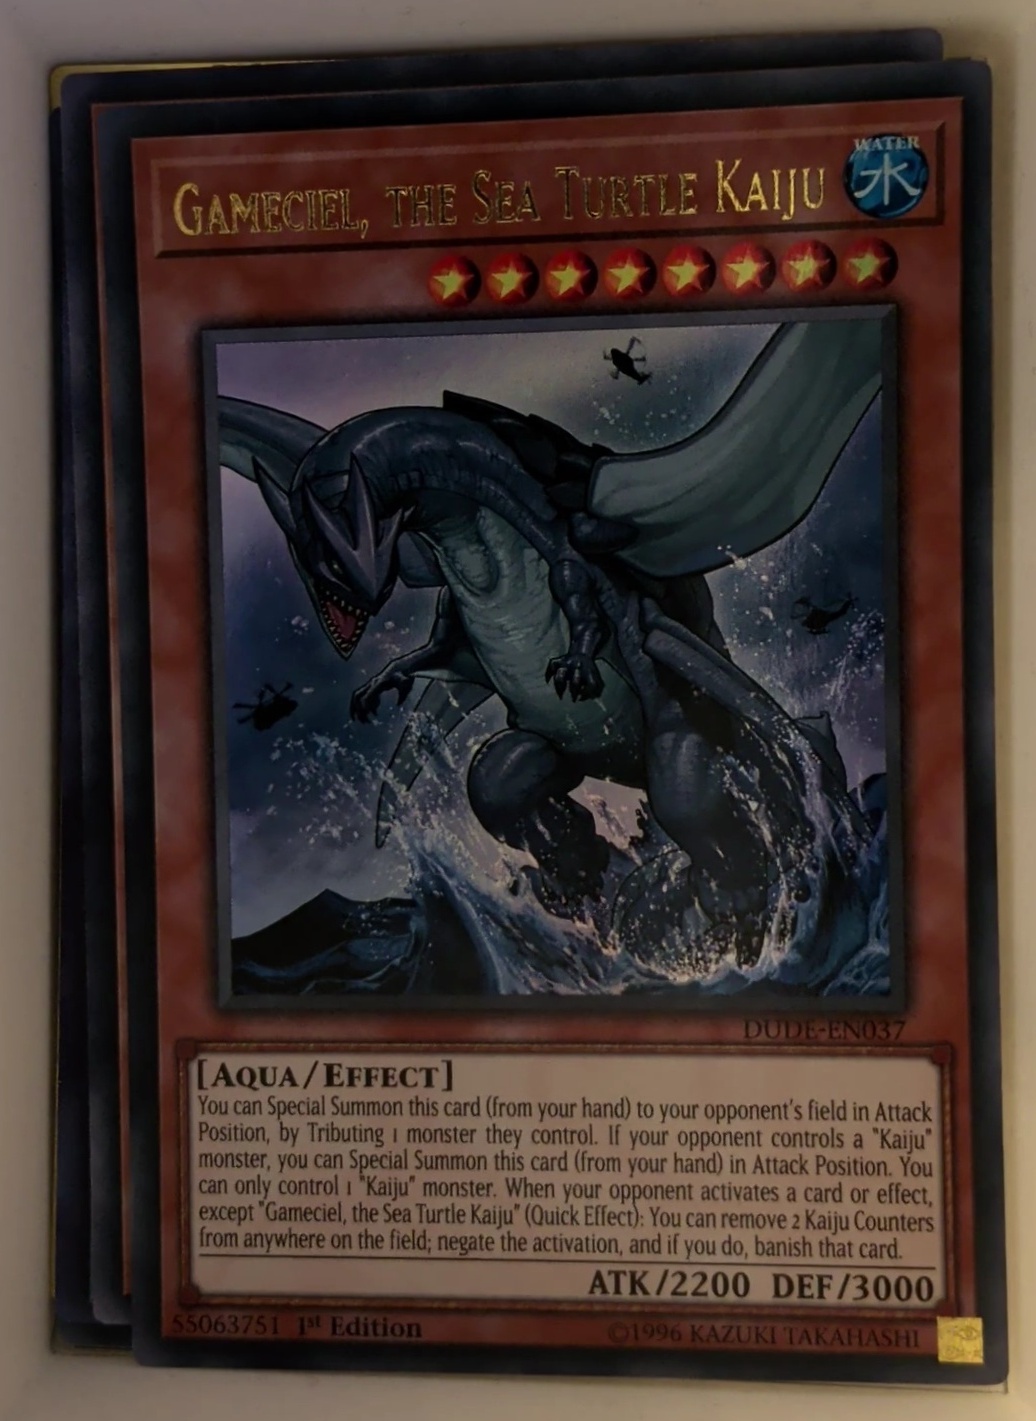 Gameciel, the Sea Turtle Kaiju
WATER
水
DUDE-EN037
[Aqua/Effect]
You can Special Summon this card (from your hand) to your opponent's field in Attack
Position, by Tributing 1 monster they control. If your opponent controls a "Kaiju"
monster, you can Special Summon this card (from your hand) in Attack Position. You
can only control 1 "Kaiju" monster. When your opponent activates a card or effect,
except "Gameciel, the Sea Turtle Kaiju" (Quick Effect): You can remove 2 Kaiju Counters
from anywhere on the field; negate the activation, and if you do, banish that card.
ATK/2200 DEF/3000
55063751 1st Edition
©1996 KAZUKI TAKAHASHI